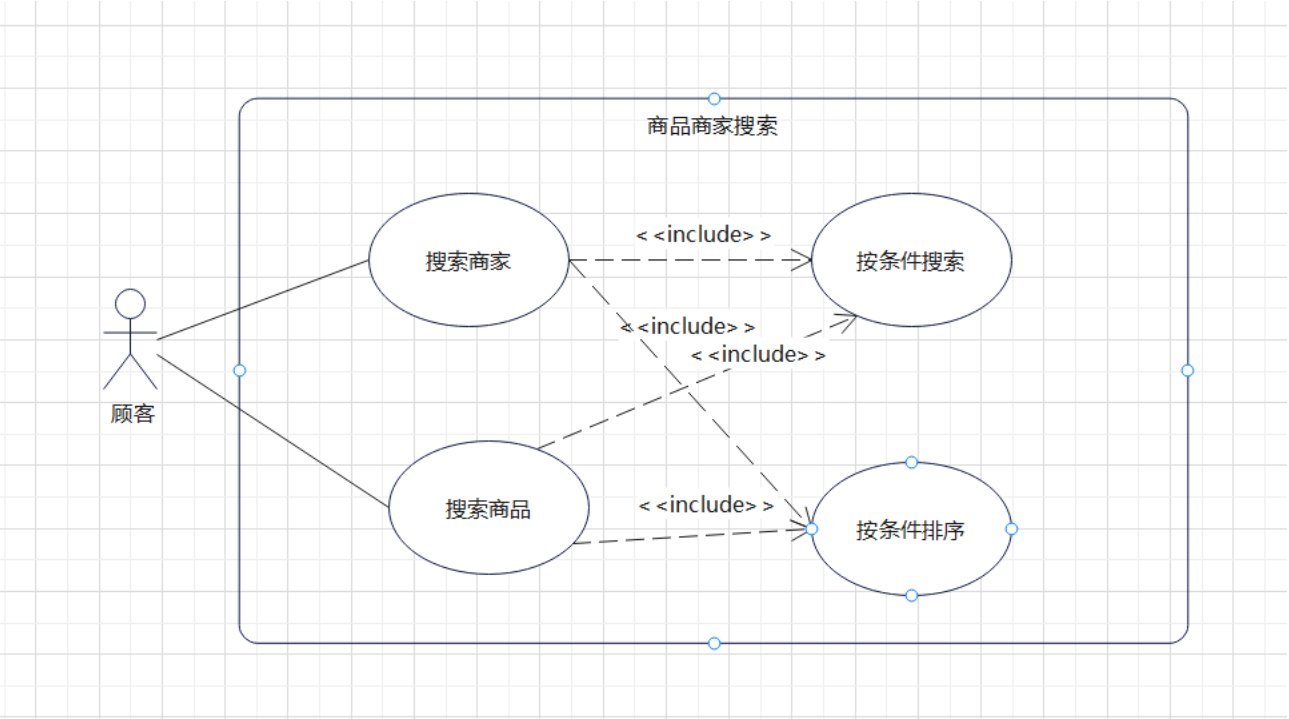 商品商家搜索
< <include> >
搜索商家
按条件搜索
< <include> >
< <include> >
顾客
< <include> >
搜索商品
按条件排序